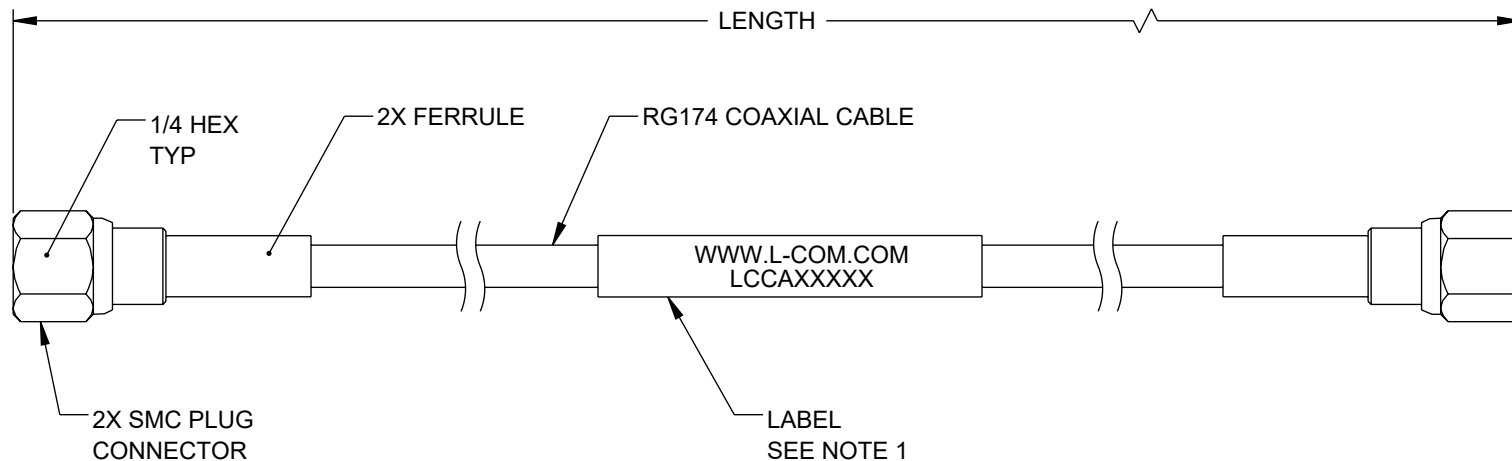 LENGTH
1/4 HEX
TYP
2X FERRULE
RG174 COAXIAL CABLE
WWW.L-COM.COM
LCCAXXXXX
2X SMC PLUG
CONNECTOR
LABEL
SEE NOTE 1